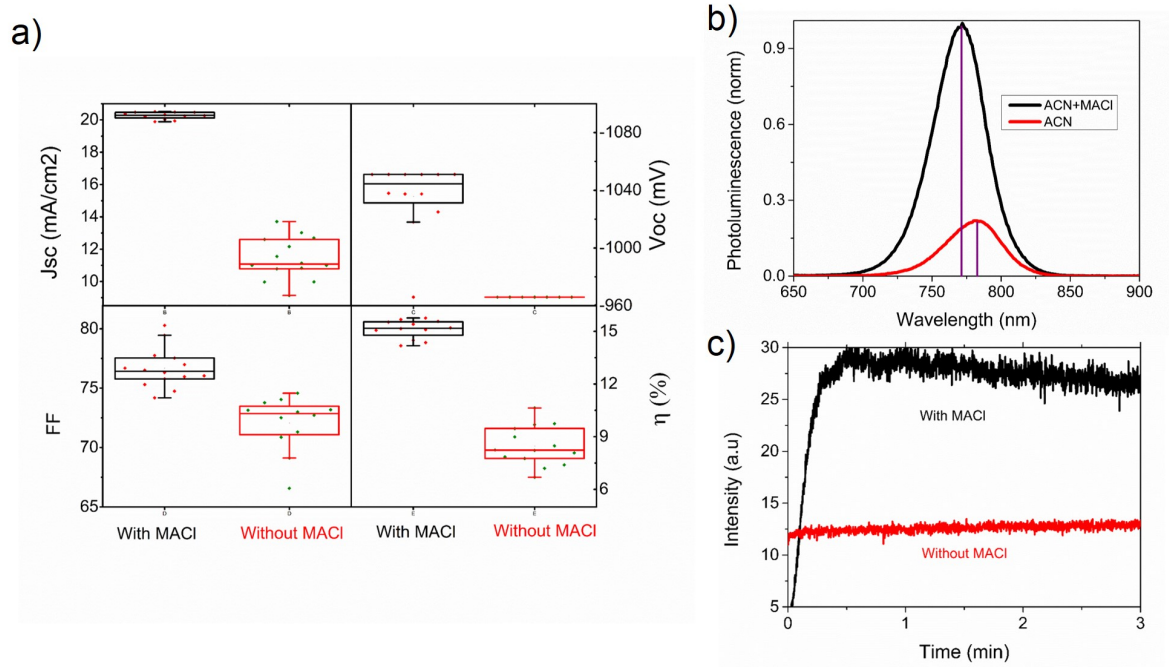 a)
Jsc (mA/cm2)
20
18
16
14
12
10
-1080
-1040
-1000
-960
Voc (mV)
B
B
C
C
FF
80
75
70
65
15
12
9
6
η (%)
D
D
E
E
With MACl
Without MACl
With MACl
Without MACl
b)
Photoluminescence (norm)
0.9
0.6
0.3
0.0
ACN+MACl
ACN
650
700
750
800
850
900
Wavelength (nm)
c)
Intensity (a.u)
30
25
20
15
10
5
With MACl
Without MACl
0
1
2
3
Time (min)